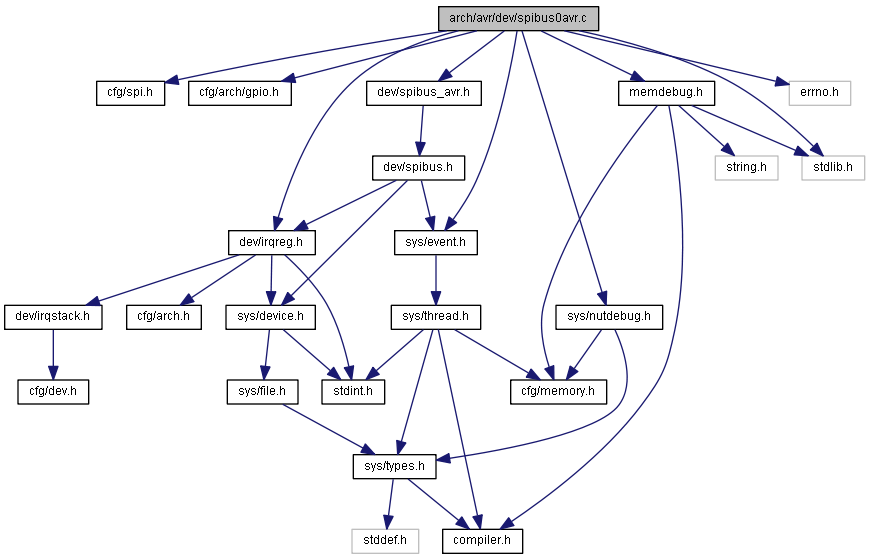 arch/avr/dev/spibus0avr.c
cfg/spi.h
cfg/arch/gpio.h
dev/spibus_avr.h
memdebug.h
errno.h
dev/spibus.h
string.h
stdlib.h
dev/irqreg.h
sys/event.h
dev/irqstack.h
cfg/arch.h
sys/device.h
sys/thread.h
sys/nutdebug.h
cfg/dev.h
sys/file.h
stdint.h
cfg/memory.h
sys/types.h
stddef.h
compiler.h